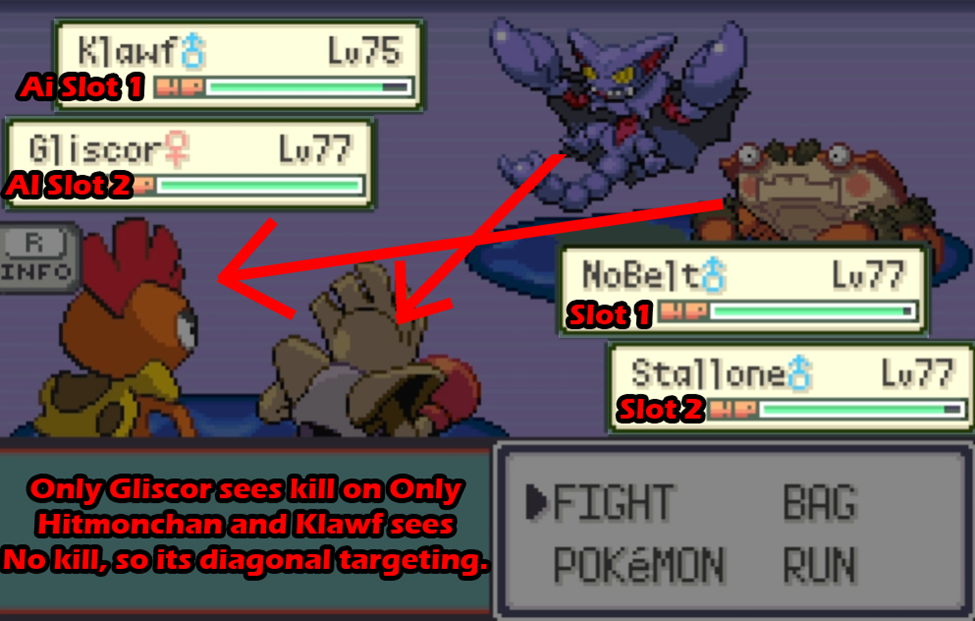 Klawf♂ Lv75
Ai Slot 1 HP
Gliscor♀ Lv77
AI Slot 2 P
R
INFO
NoBelt♂ Lv77
Slot 1 HP
Stallone♂ Lv77
Slot 2 HP
Only Gliscor sees kill on Only
Hitmonchan and Klawf sees
No kill, so its diagonal targeting.
▶FIGHT BAG
POKéMON RUN